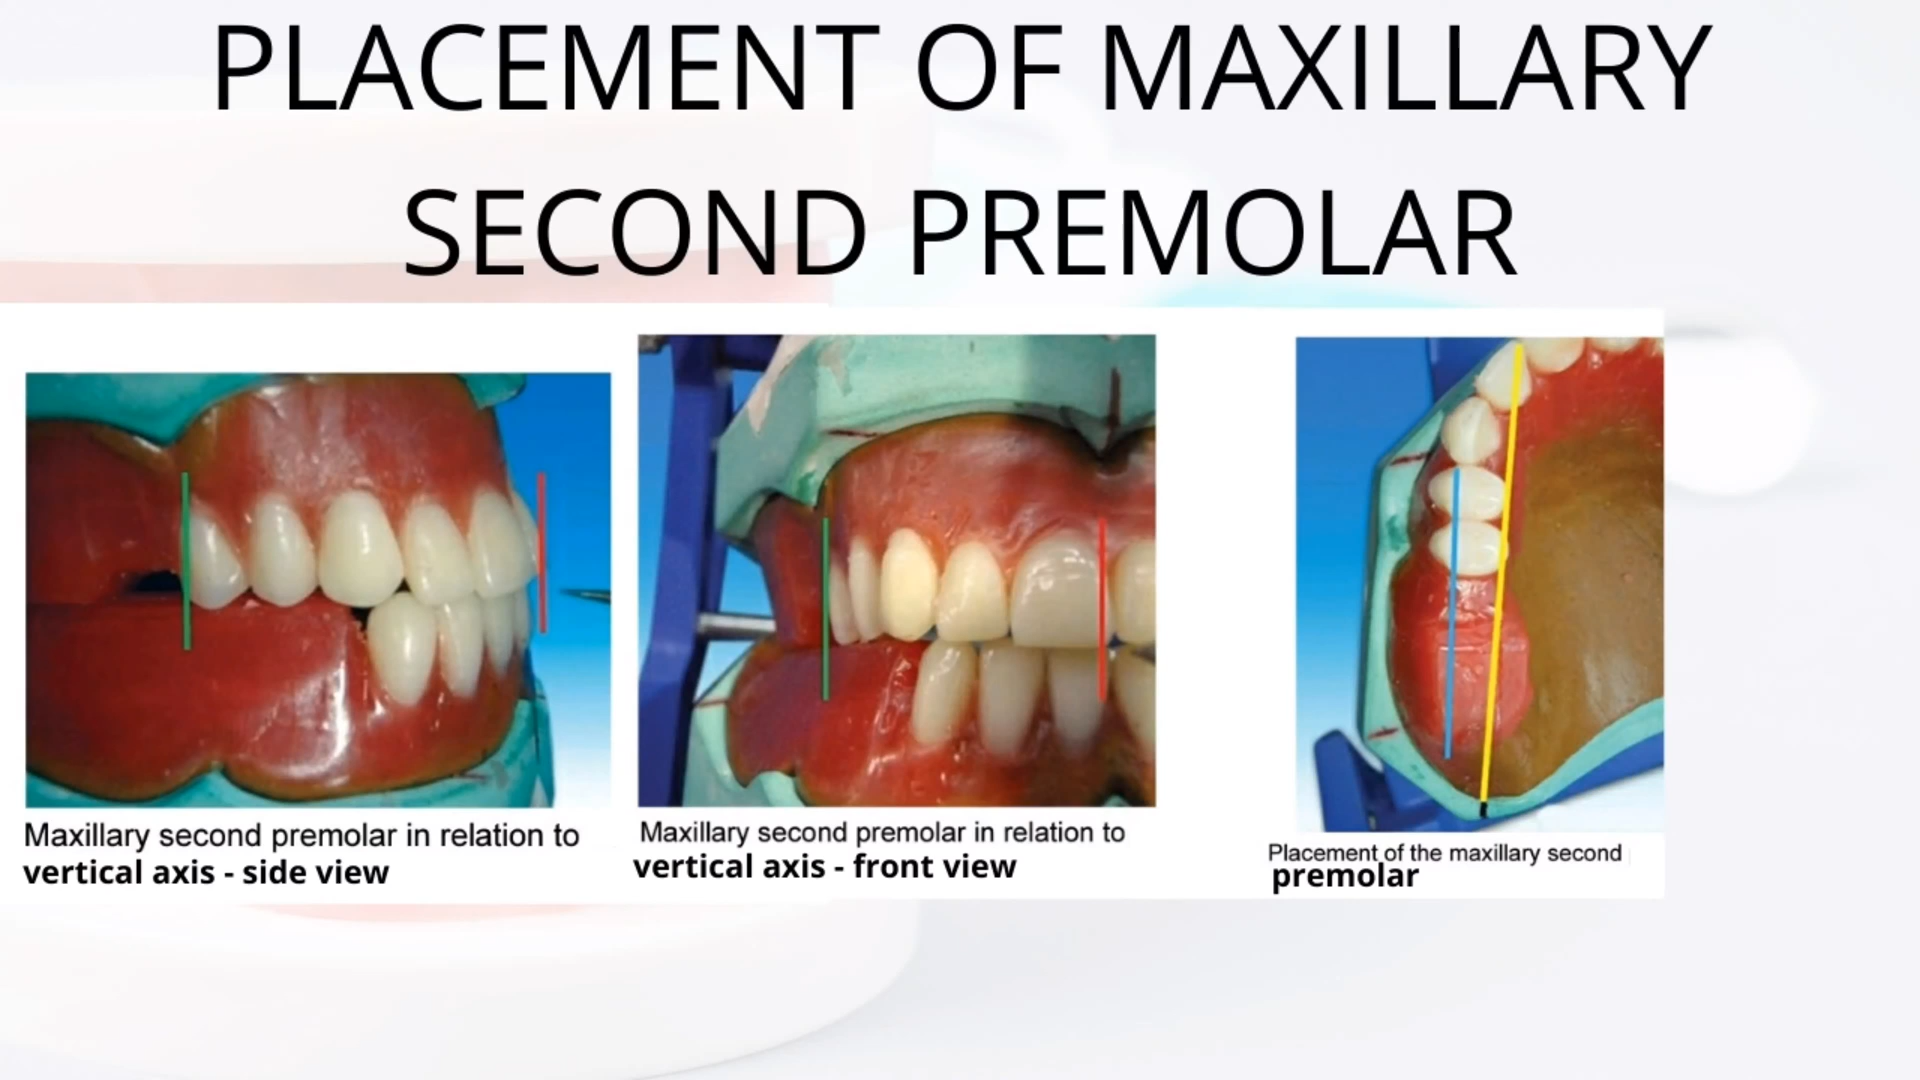 PLACEMENT OF MAXILLARY
SECOND PREMOLAR
Maxillary second premolar in relation to
vertical axis - side view
Maxillary second premolar in relation to
vertical axis - front view
Placement of the maxillary second
premolar